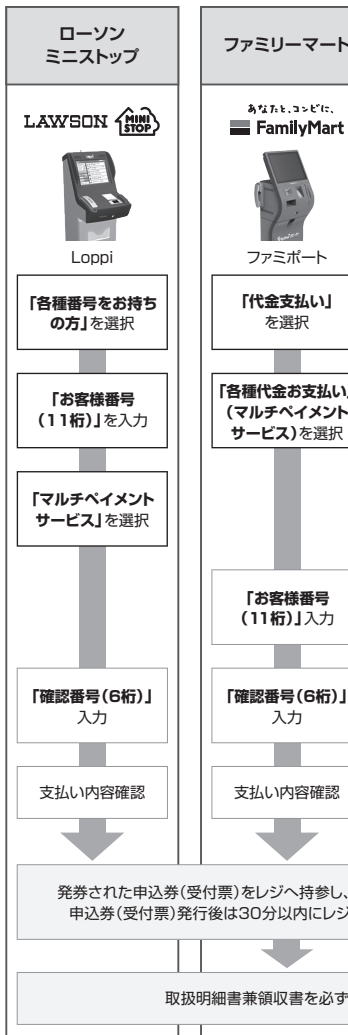 ローソン
ミニストップ
LAWSON MINI STOP
Loppi
「各種番号をお持ち
の方」を選択
「お客様番号
（11桁）」を入力
「マルチペイメント
サービス」を選択
「確認番号（6桁）」
入力
支払い内容確認
ファミリーマート
あなたと、コンビに、
FamilyMart
ファミポート
「代金支払い」
を選択
「各種代金お支払い」
（マルチペイメント
サービス）を選択
「お客様番号
（11桁）」入力
「確認番号（6桁）」
入力
支払い内容確認
発券された申込券（受付票）をレジへ持参し、
申込券（受付票）発行後は30分以内にレジ
取扱明細書兼領収書を必ず